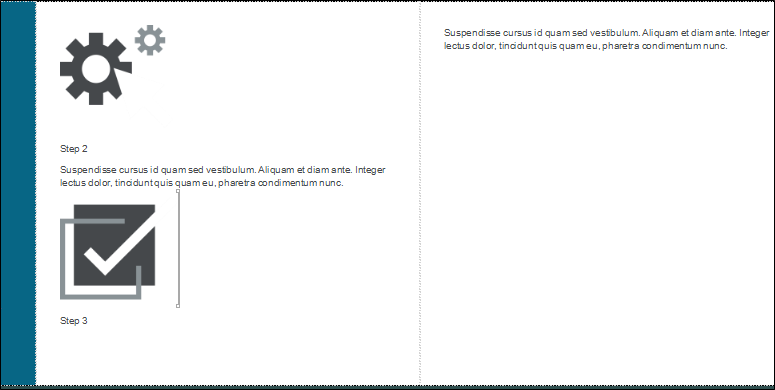 Step 2
Suspendisse cursus id quam sed vestibulum. Aliquam et diam ante. Integer
lectus dolor, tincidunt quis quam eu, pharetra condimentum nunc.
Step 3
Suspendisse cursus id quam sed vestibulum. Aliquam et diam ante. Integer
lectus dolor, tincidunt quis quam eu, pharetra condimentum nunc.